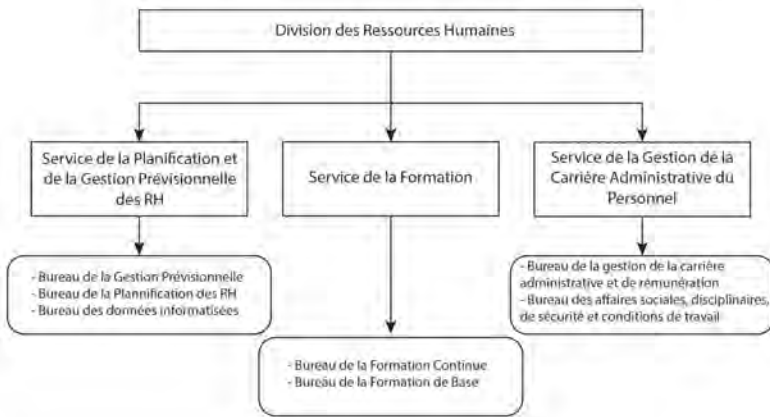 Division des Ressources Humaines
Service de la Planification et
de la Gestion Prévisionnelle
des RH
Service de la Formation
Service de la Gestion de la
Carrière Administrative du
Personnel
- Bureau de la Gestion Prévisionnelle
- Bureau de la Plannification des RH
- Bureau des données informatisées
- Bureau de la gestion de la carrière
administrative et de rémunération
- Bureau des affaires sociales, disciplinaires,
de sécurité et conditions de travail
- Bureau de la Formation Continue
- Bureau de la Formation de Base